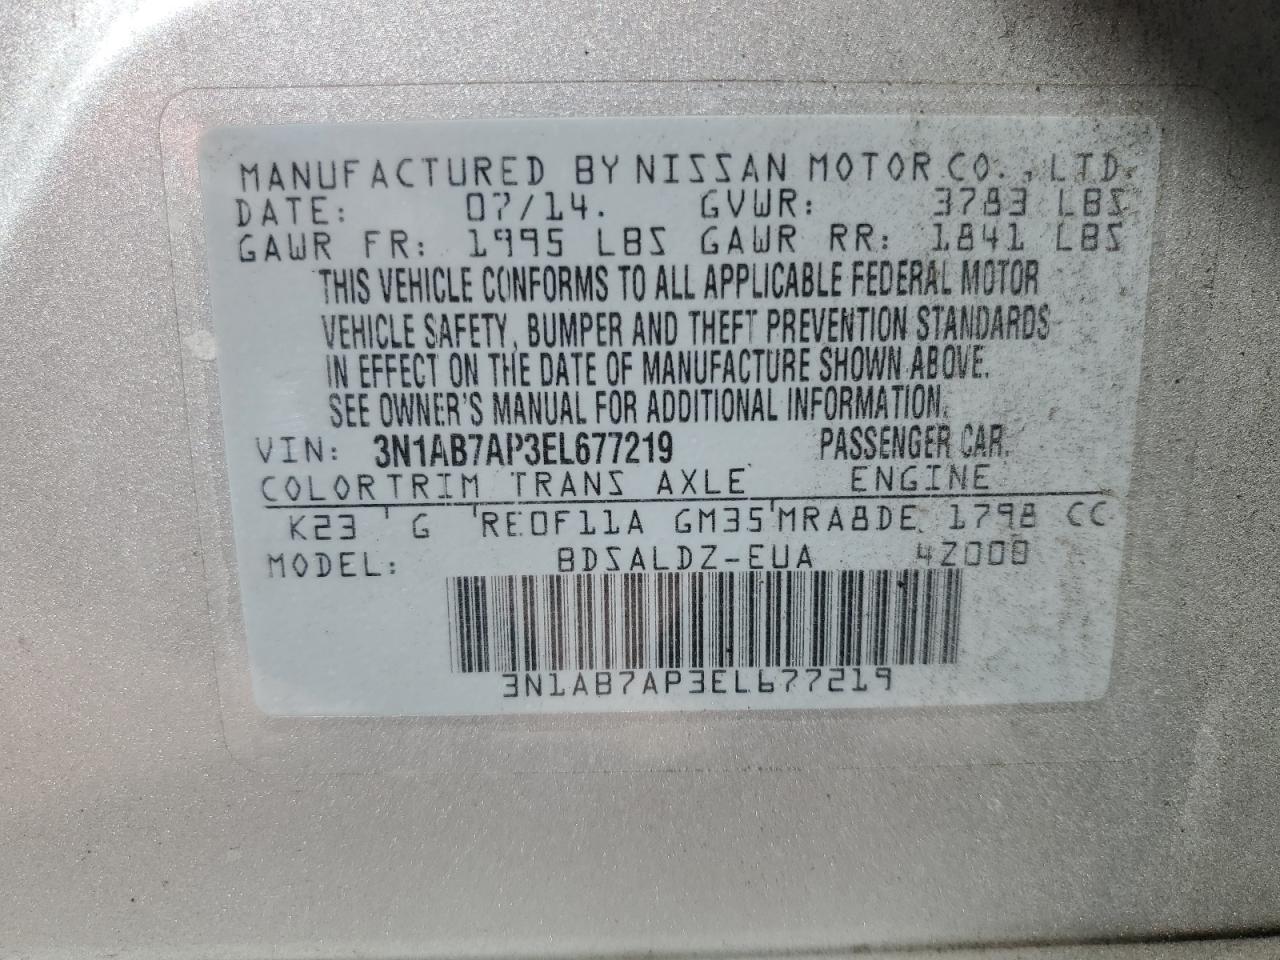 MANUFACTURED BY NISSAN MOTOR CO., LTD.
DATE: 07/14. GVWR: 3783 LBS
GAWR FR: 1995 LBS GAWR RR: 1841 LBS
THIS VEHICLE CONFORMS TO ALL APPLICABLE FEDERAL MOTOR
VEHICLE SAFETY, BUMPER AND THEFT PREVENTION STANDARDS
IN EFFECT ON THE DATE OF MANUFACTURE SHOWN ABOVE.
SEE OWNER'S MANUAL FOR ADDITIONAL INFORMATION.
VIN: 3N1AB7AP3EL677219 PASSENGER CAR.
COLOR TRIM TRANS AXLE ENGINE
K23 G RE0F11A GM35 MRA8DE 1798 CC
MODEL: BDSALDZ-EUA 4Z008
3N1AB7AP3EL677219